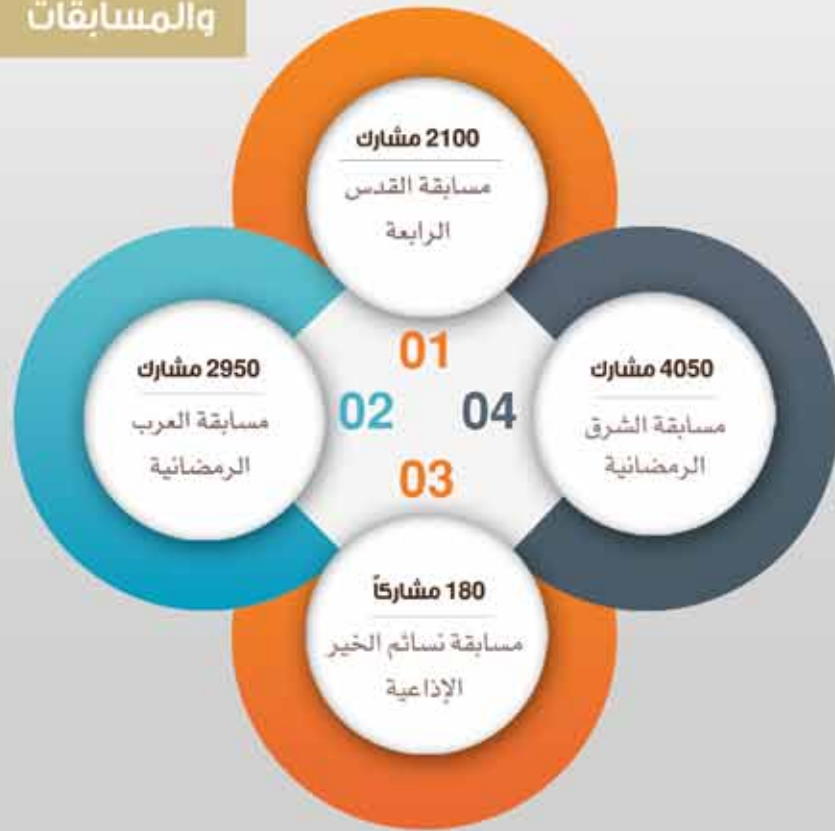 والمسابقات
2100 مشارك
مسابقة القدس
الرابعة
01
2950 مشارك
مسابقة العرب
الرمضانية
02
180 مشاركاً
مسابقة نسائم الخير
الإذاعية
03
4050 مشارك
مسابقة الشرق
الرمضانية
04